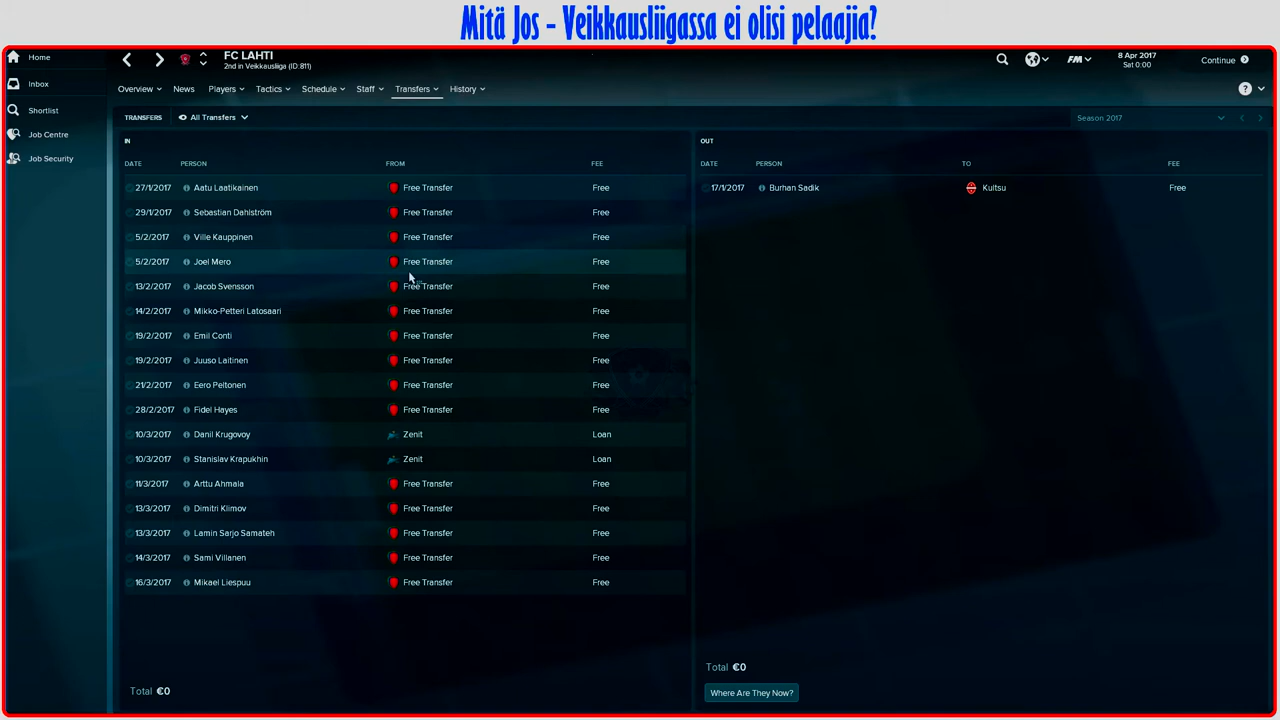 Mitä Jos - Veikkausliigassa ei olisi pelaajia?
Home
Inbox
Shortlist
Job Centre
Job Security
FC LAHTI
2nd in Veikkausliiga (ID:811)
FM
8 Apr 2017
Sat 0:00
Continue
Overview News Players Tactics Schedule Staff Transfers History
?
TRANSFERS All Transfers
Season 2017
IN
DATE PERSON FROM FEE
27/1/2017 Aatu Laatikainen Free Transfer Free
29/1/2017 Sebastian Dahlström Free Transfer Free
5/2/2017 Ville Kauppinen Free Transfer Free
5/2/2017 Joel Mero Free Transfer Free
13/2/2017 Jacob Svensson Free Transfer Free
14/2/2017 Mikko-Petteri Latosaari Free Transfer Free
19/2/2017 Emil Conti Free Transfer Free
19/2/2017 Juuso Laitinen Free Transfer Free
21/2/2017 Eero Peltonen Free Transfer Free
28/2/2017 Fidel Hayes Free Transfer Free
10/3/2017 Danil Krugovoy Zenit Loan
10/3/2017 Stanislav Krapukhin Zenit Loan
11/3/2017 Arttu Ahmala Free Transfer Free
13/3/2017 Dimitri Klimov Free Transfer Free
13/3/2017 Lamin Sarjo Samateh Free Transfer Free
14/3/2017 Sami Villanen Free Transfer Free
16/3/2017 Mikael Liespuu Free Transfer Free
Total €0
OUT
DATE PERSON TO FEE
17/1/2017 Burhan Sadik Kultsu Free
Total €0
Where Are They Now?